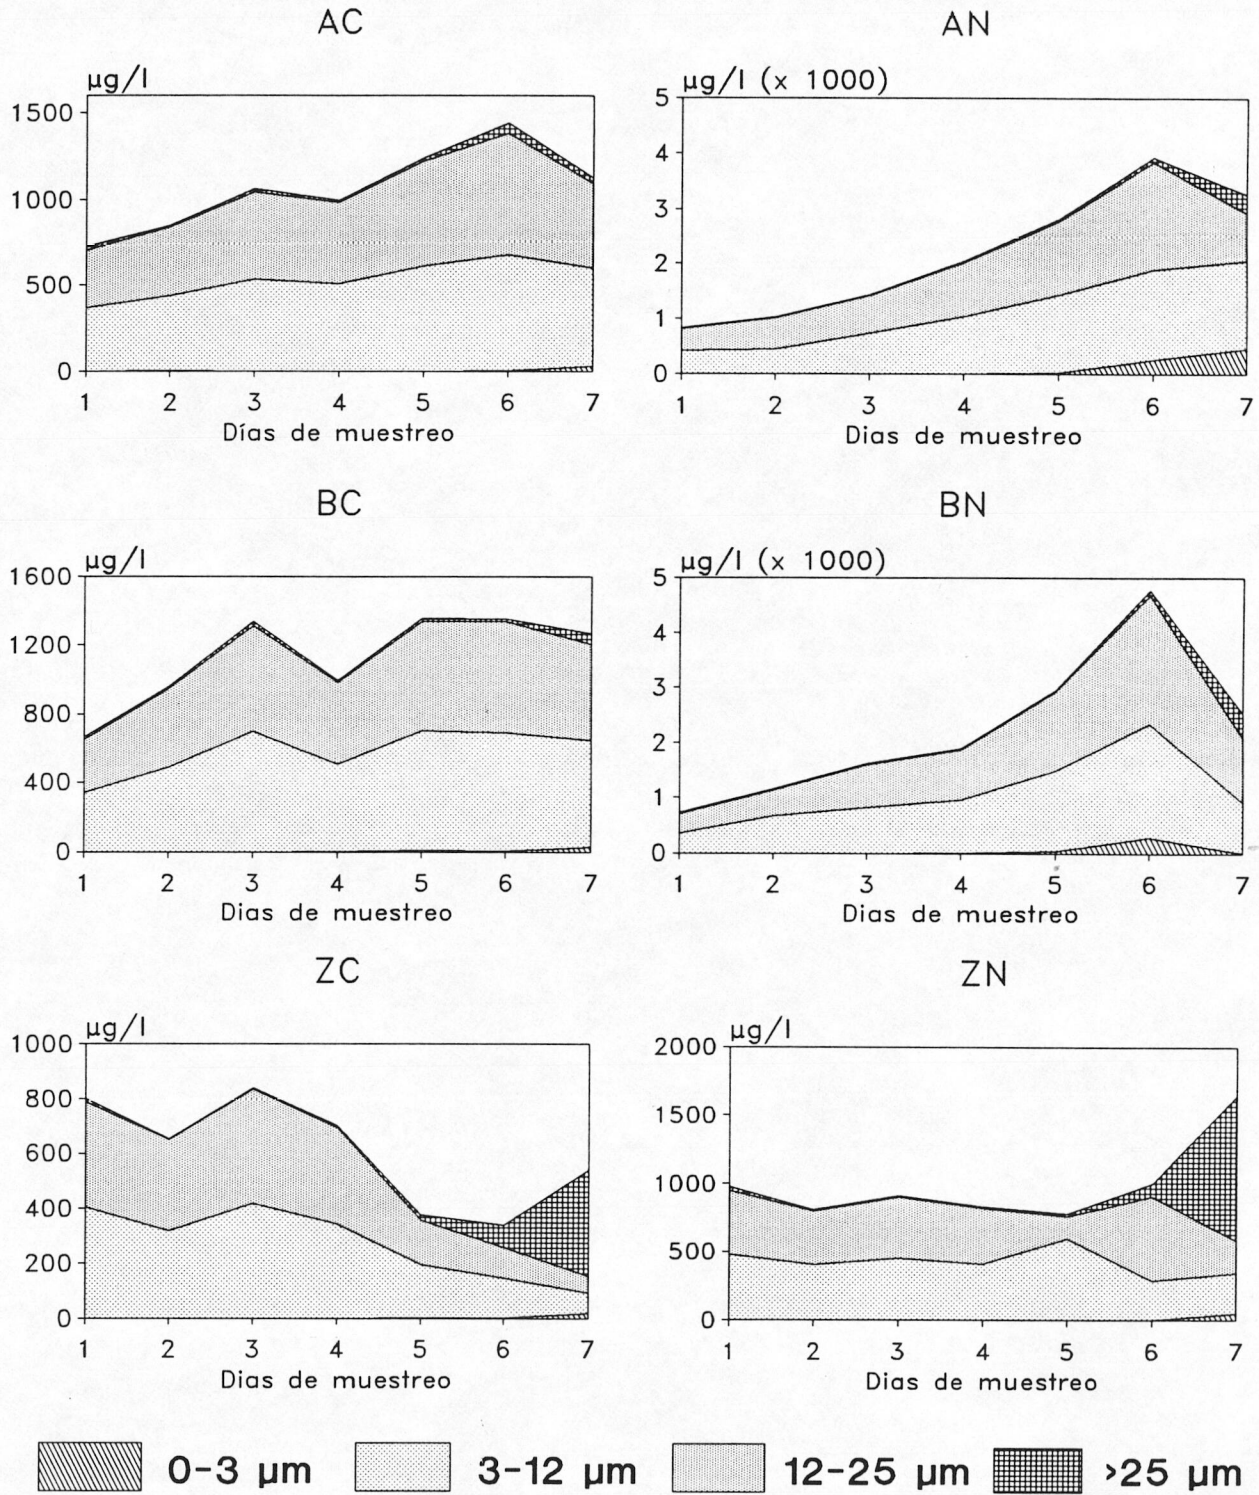 AC
µg/l
1500
1000
500
0
1 2 3 4 5 6 7
Días de muestreo
AN
µg/l (x 1000)
5
4
3
2
1
0
1 2 3 4 5 6 7
Dias de muestreo
BC
µg/l
1600
1200
800
400
0
1 2 3 4 5 6 7
Dias de muestreo
BN
µg/l (x 1000)
5
4
3
2
1
0
1 2 3 4 5 6 7
Dias de muestreo
ZC
µg/l
1000
800
600
400
200
0
1 2 3 4 5 6 7
Dias de muestreo
ZN
µg/l
2000
1500
1000
500
0
1 2 3 4 5 6 7
Dias de muestreo
0-3 µm 3-12 µm 12-25 µm >25 µm